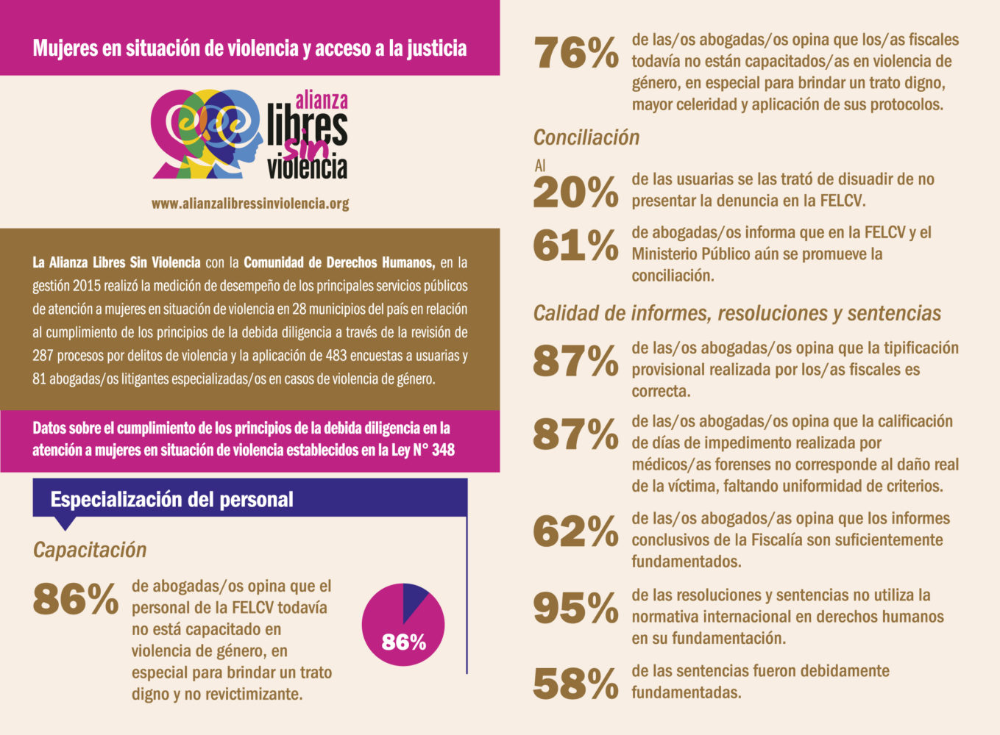 Mujeres en situación de violencia y acceso a la justicia
alianza
libres
sin
violencia
www.alianzalibressinviolencia.org
La Alianza Libres Sin Violencia con la Comunidad de Derechos Humanos, en la
gestión 2015 realizó la medición de desempeño de los principales servicios públicos
de atención a mujeres en situación de violencia en 28 municipios del país en relación
al cumplimiento de los principios de la debida diligencia a través de la revisión de
287 procesos por delitos de violencia y la aplicación de 483 encuestas a usuarias y
81 abogadas/os litigantes especializadas/os en casos de violencia de género.
Datos sobre el cumplimiento de los principios de la debida diligencia en la
atención a mujeres en situación de violencia establecidos en la Ley N° 348
Especialización del personal
Capacitación
86%
de abogadas/os opina que el
personal de la FELCV todavía
no está capacitado en
violencia de género, en
especial para brindar un trato
digno y no revictimizante.
86%
76%
de las/os abogadas/os opina que los/as fiscales
todavía no están capacitados/as en violencia de
género, en especial para brindar un trato digno,
mayor celeridad y aplicación de sus protocolos.
Conciliación
Al
20%
de las usuarias se las trató de disuadir de no
presentar la denuncia en la FELCV.
61%
de abogadas/os informa que en la FELCV y el
Ministerio Público aún se promueve la
conciliación.
Calidad de informes, resoluciones y sentencias
87%
de las/os abogadas/os opina que la tipificación
provisional realizada por los/as fiscales es
correcta.
87%
de las/os abogadas/os opina que la calificación
de días de impedimento realizada por
médicos/as forenses no corresponde al daño real
de la víctima, faltando uniformidad de criterios.
62%
de las/os abogados/as opina que los informes
conclusivos de la Fiscalía son suficientemente
fundamentados.
95%
de las resoluciones y sentencias no utiliza la
normativa internacional en derechos humanos
en su fundamentación.
58%
de las sentencias fueron debidamente
fundamentadas.